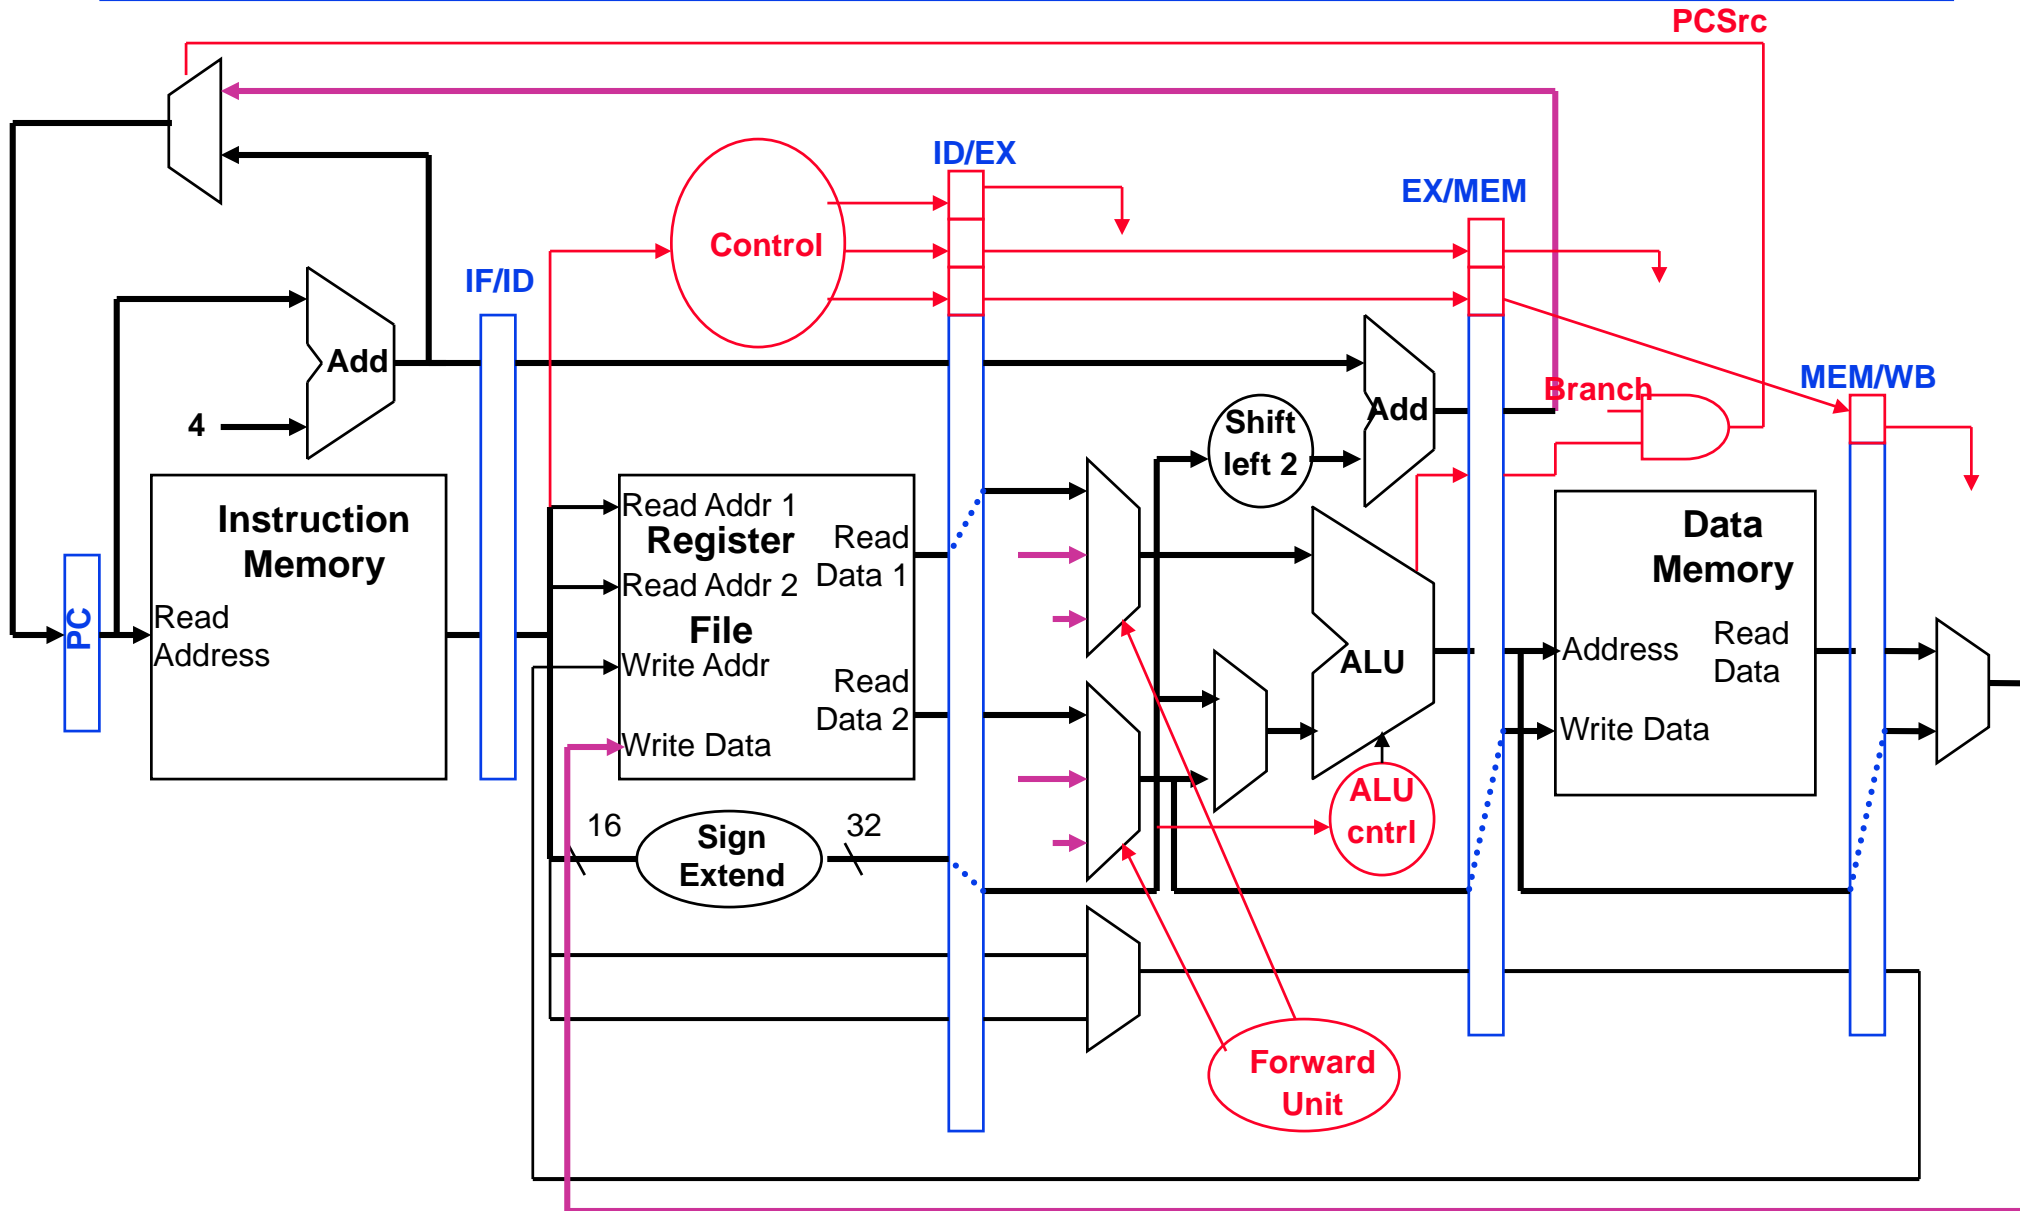 PCSrc
ID/EX
EX/MEM
Control
IF/ID
Add
4
Branch
MEM/WB
Add
Shift
left 2
Instruction
Memory
Read
Address
PC
Read Addr 1
Register
Read
Data 1
Read Addr 2
File
Write Addr
Read
Data 2
Write Data
ALU
Data
Memory
Address
Read
Data
Write Data
ALU
cntrl
16
Sign
Extend
32
Forward
Unit